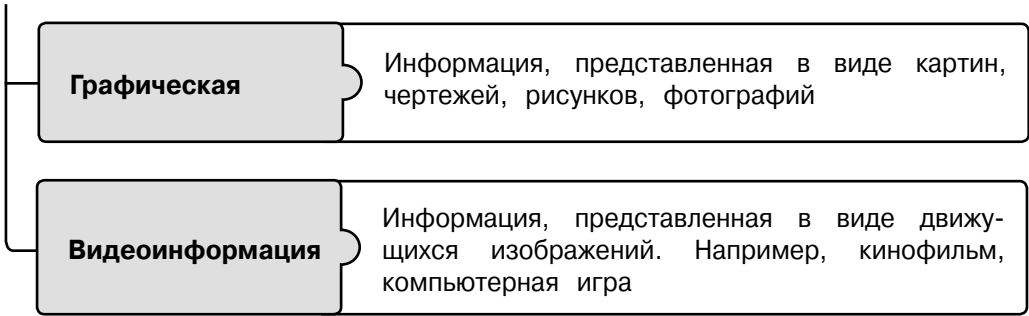 Графическая
Информация, представленная в виде картин,
чертежей, рисунков, фотографий
Видеоинформация
Информация, представленная в виде движу-
щихся изображений. Например, кинофильм,
компьютерная игра